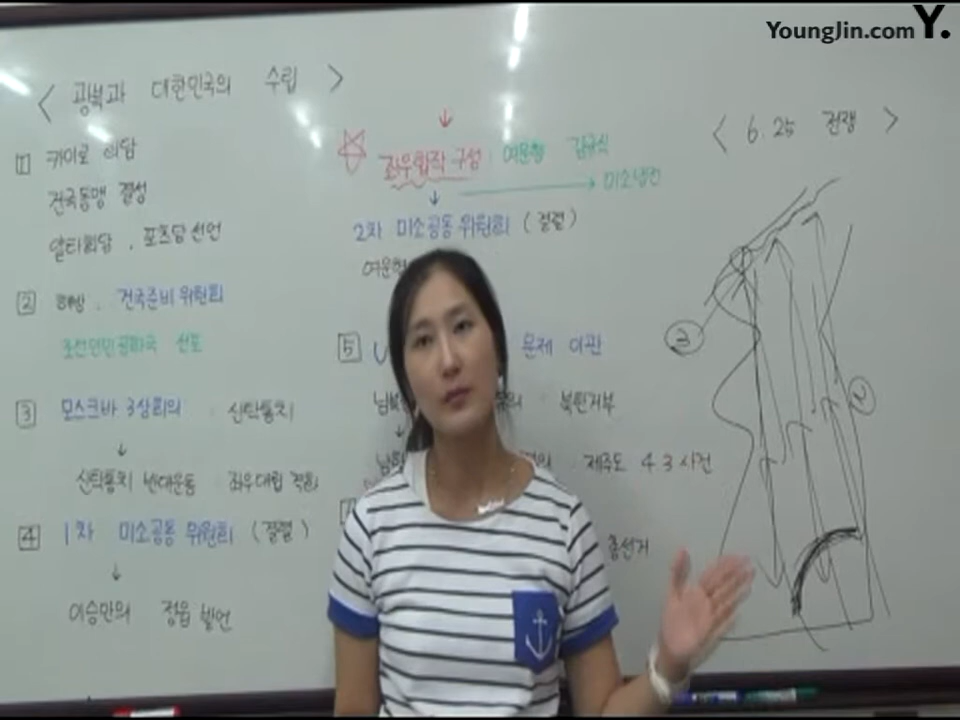 YoungJin.com Y.
< 광복과 대한민국의 수립 >
1 카이로 회담
건국동맹 결성
얄타회담 , 포츠담 선언
2 해방 , 건국준비 위원회
조선인민공화국 선포
3 모스크바 3상회의 신탁통치
↓
신탁통치 반대운동 좌우대립 격화
4 1차 미소공동 위원회 (결렬)
↓
이승만의 정읍 발언
↓
☆ 좌우합작 구성 여운형 김규식
→ 미소냉전
↓
2차 미소공동 위원회 (결렬)
여운형
5 U 문제 이관
남북 북한거부
↓
제주도 4 3 사건
총선거
< 6.25 전쟁 >
③